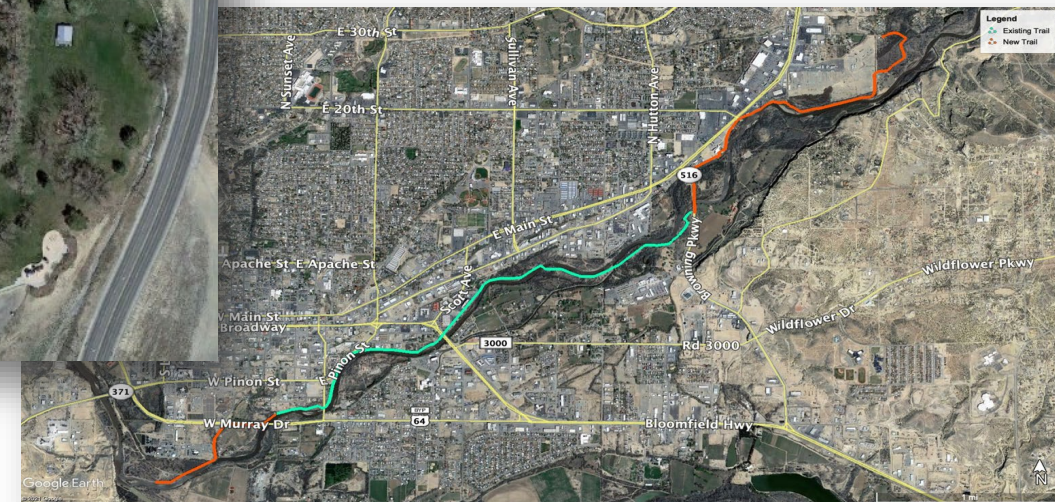 Legend
Existing Trail
New Trail
E 30th St
N Sunset Ave
Sullivan Ave
N Hutton Ave
E 20th St
516
E Main St
Browning Pkwy
Apache St E Apache St
Scott Ave
Wildflower Pkwy
W Main St
Broadway
Wildflower Dr
3000
Rd 3000
E Pinon St
W Pinon St
371
BYP
64
W Murray Dr
Bloomfield Hwy
Google Earth
N
1 mi